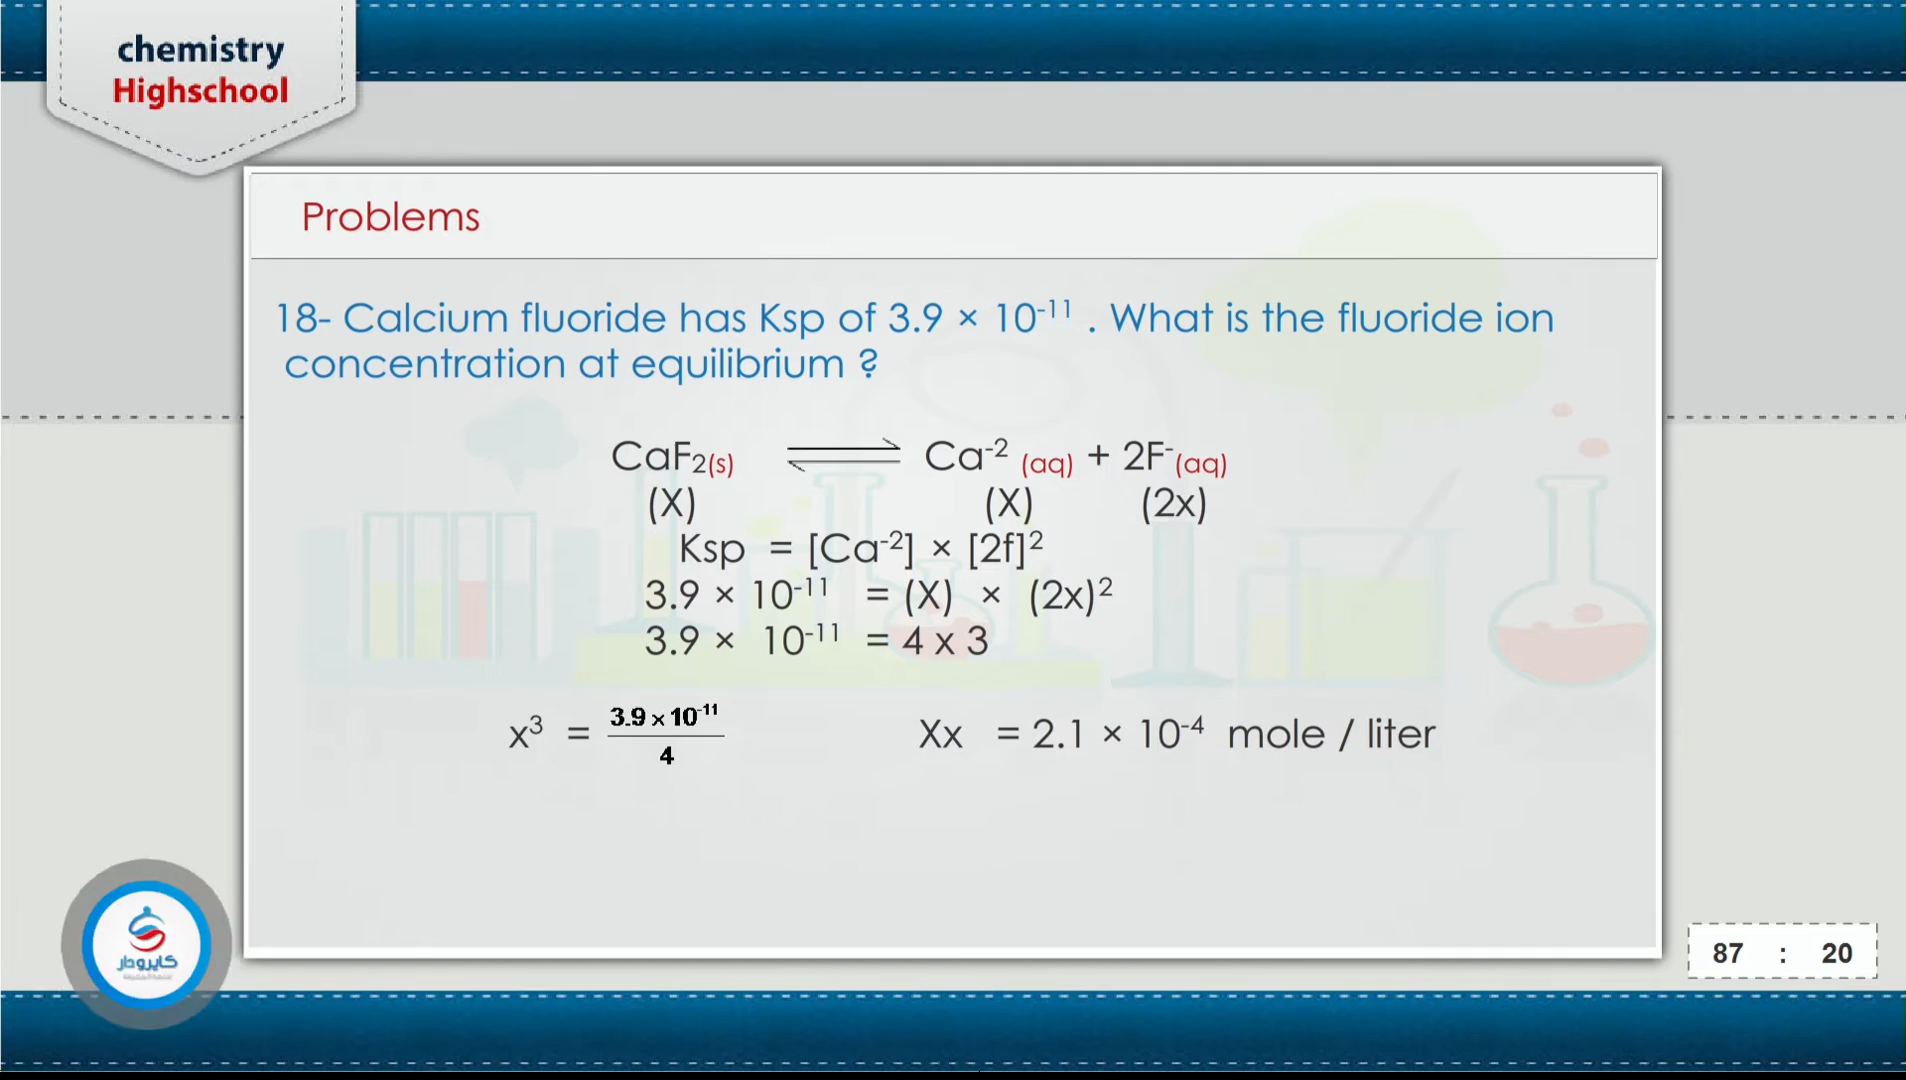 chemistry
Highschool
Problems
18- Calcium fluoride has Ksp of 3.9 × 10⁻¹¹ . What is the fluoride ion
concentration at equilibrium ?
CaF₂(s) ⇌ Ca⁻² (aq) + 2F⁻(aq)
(X) (X) (2x)
Ksp = [Ca⁻²] × [2f]²
3.9 × 10⁻¹¹ = (X) × (2x)²
3.9 × 10⁻¹¹ = 4 x 3
x³ = 3.9 × 10⁻¹¹ / 4 Xx = 2.1 × 10⁻⁴ mole / liter
كايرودار
87 : 20